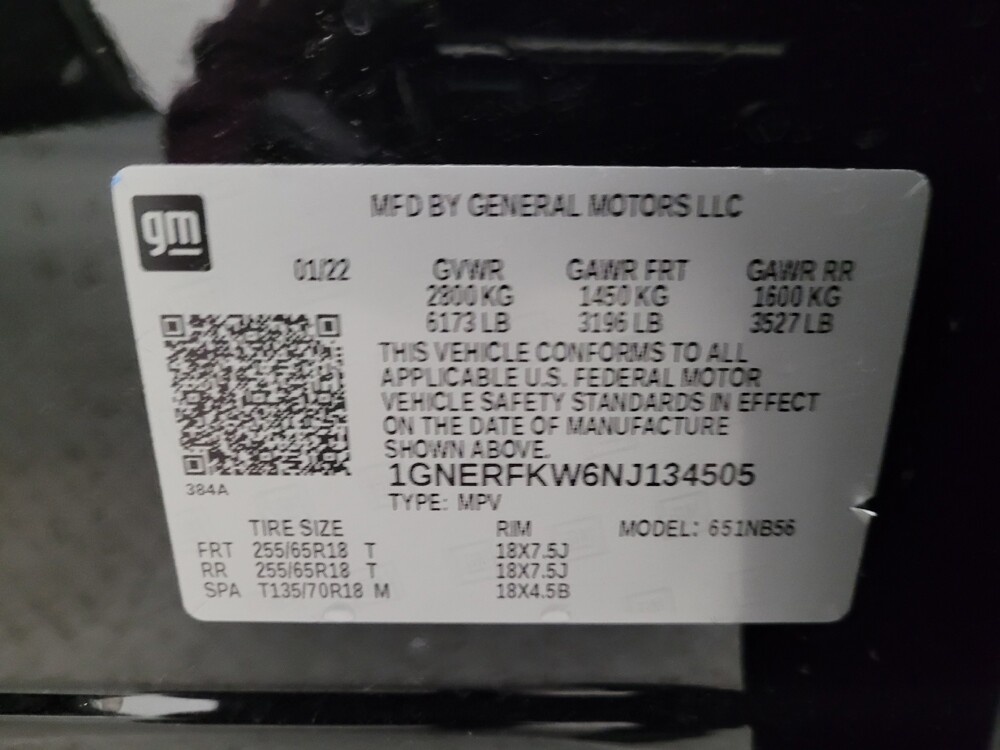 gm
MFD BY GENERAL MOTORS LLC
01/22 GVWR GAWR FRT GAWR RR
2800 KG 1450 KG 1600 KG
6173 LB 3196 LB 3527 LB
THIS VEHICLE CONFORMS TO ALL
APPLICABLE U.S. FEDERAL MOTOR
VEHICLE SAFETY STANDARDS IN EFFECT
ON THE DATE OF MANUFACTURE
SHOWN ABOVE.
1GNERFKW6NJ134505
384A
TYPE: MPV
TIRE SIZE RIM MODEL: 651NB56
FRT 255/65R18 T 18X7.5J
RR 255/65R18 T 18X7.5J
SPA T135/70R18 M 18X4.5B